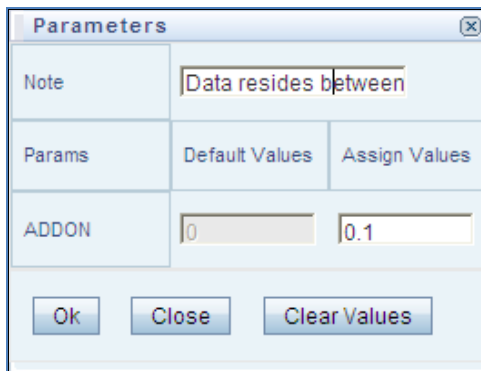 Parameters
Note Data resides between
Params Default Values Assign Values
ADDON 0 0.1
Ok Close Clear Values